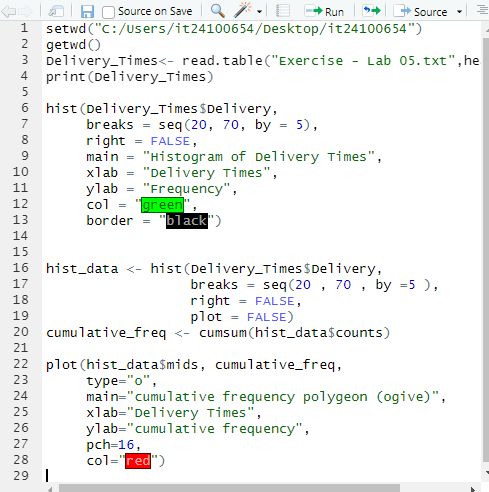 Source on Save Run Source
1 setwd("C:/Users/it24100654/Desktop/it24100654")
2 getwd()
3 Delivery_Times<- read.table("Exercise - Lab 05.txt",he
4 print(Delivery_Times)
5
6 hist(Delivery_Times$Delivery,
7 breaks = seq(20, 70, by = 5),
8 right = FALSE,
9 main = "Histogram of Delivery Times",
10 xlab = "Delivery Times",
11 ylab = "Frequency",
12 col = "green",
13 border = "black")
14
15
16 hist_data <- hist(Delivery_Times$Delivery,
17 breaks = seq(20 , 70 , by =5 ),
18 right = FALSE,
19 plot = FALSE)
20 cumulative_freq <- cumsum(hist_data$counts)
21
22 plot(hist_data$mids, cumulative_freq,
23 type="o",
24 main="cumulative frequency polygeon (ogive)",
25 xlab="Delivery Times",
26 ylab="cumulative frequency",
27 pch=16,
28 col="red")
29